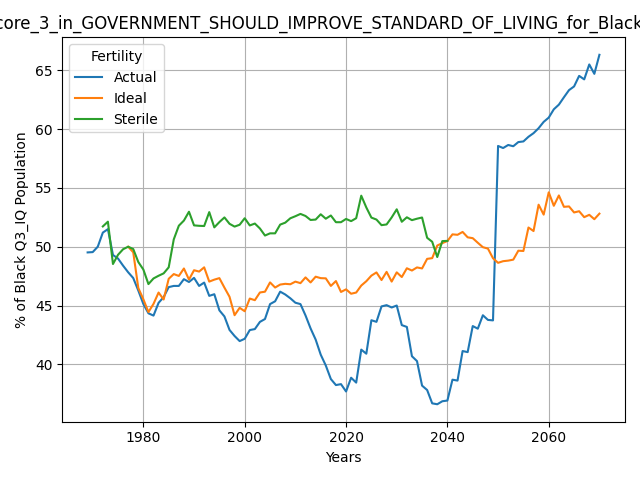 core_3_in_GOVERNMENT_SHOULD_IMPROVE_STANDARD_OF_LIVING_for_Black
Fertility
Actual
Ideal
Sterile
% of Black Q3_IQ Population
65
60
55
50
45
40
1980
2000
2020
2040
2060
Years